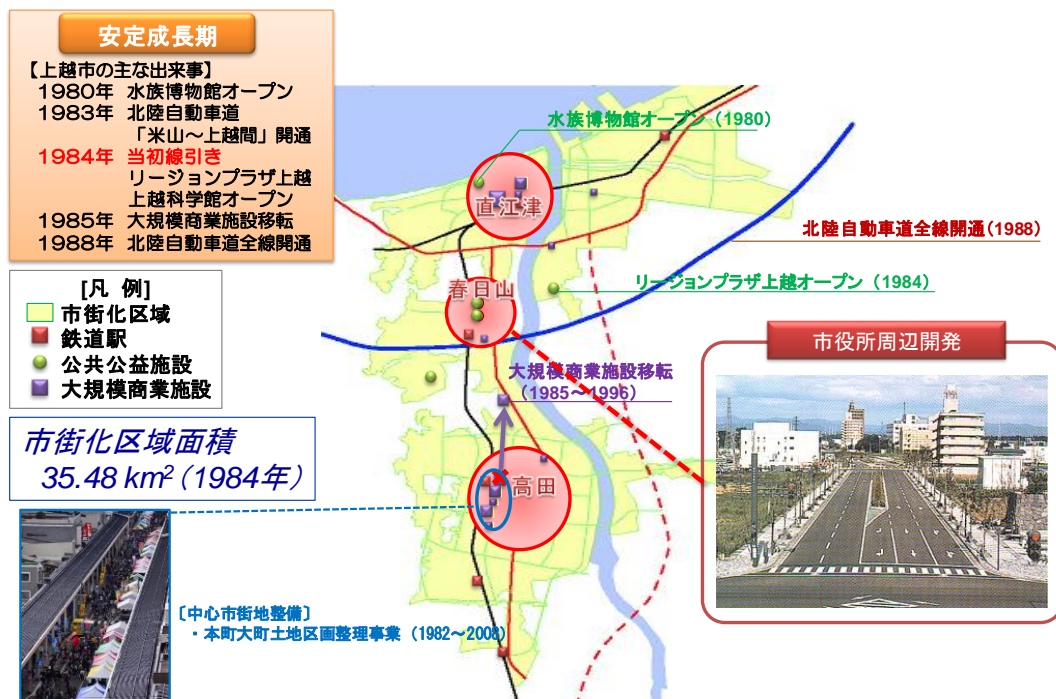 安定成長期
【上越市の主な出来事】
1980年 水族博物館オープン
1983年 北陸自動車道
「米山～上越間」開通
1984年 当初線引き
リージョンプラザ上越
上越科学館オープン
1985年 大規模商業施設移転
1988年 北陸自動車道全線開通
[凡 例]
市街化区域
鉄道駅
公共公益施設
大規模商業施設
市街化区域面積
35.48 km²（1984年）
水族博物館オープン（1980）
直江津
北陸自動車道全線開通（1988）
春日山
リージョンプラザ上越オープン（1984）
大規模商業施設移転
（1985～1996）
高田
市役所周辺開発
〔中心市街地整備〕
・本町大町土地区画整理事業（1982～2008）